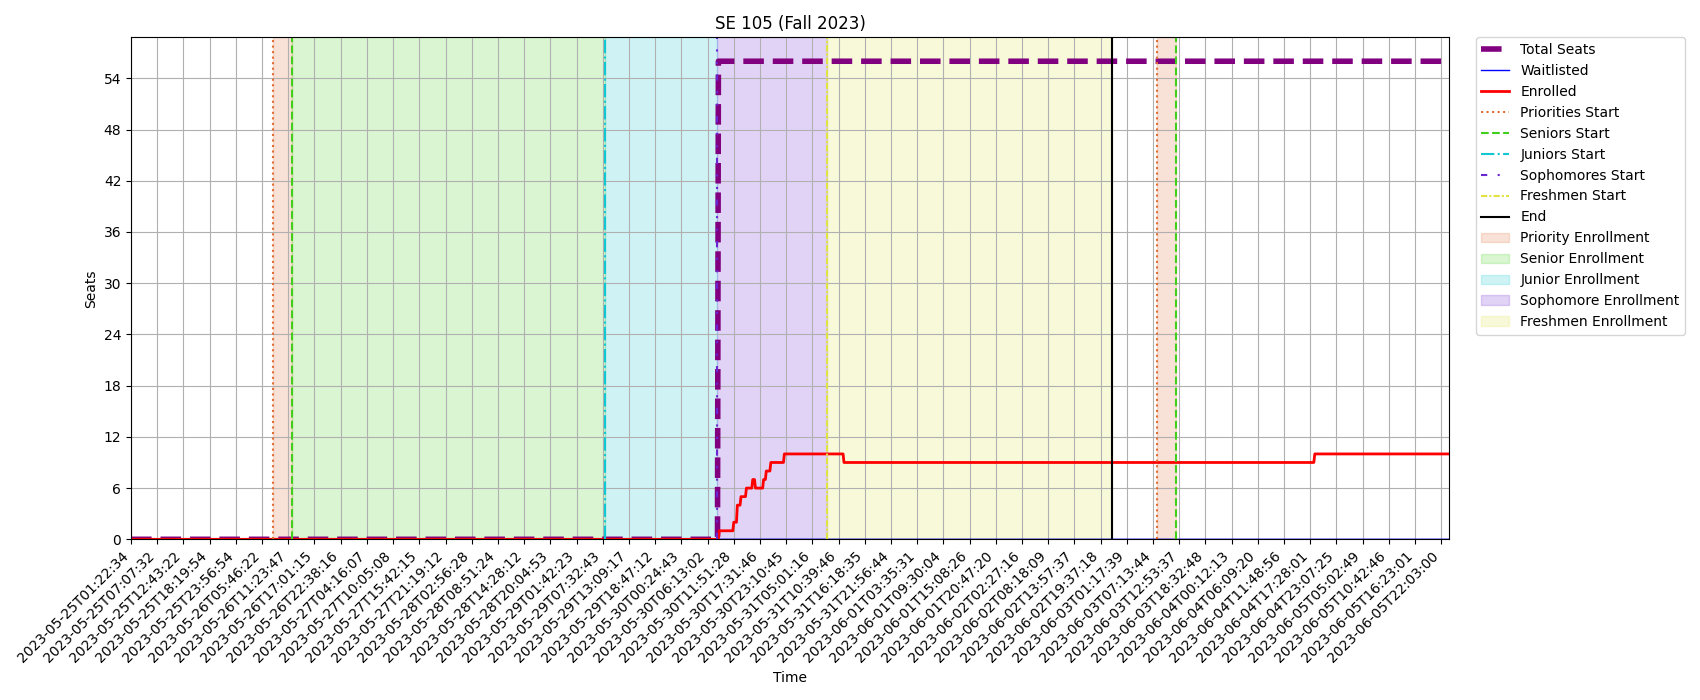 SE 105 (Fall 2023)
Seats
54
48
42
36
30
24
18
12
6
0
2023-05-25T01:22:34
2023-05-25T07:07:32
2023-05-25T12:43:22
2023-05-25T18:19:54
2023-05-25T23:56:54
2023-05-26T05:46:22
2023-05-26T11:23:47
2023-05-26T17:01:15
2023-05-26T22:38:16
2023-05-27T04:16:07
2023-05-27T10:05:08
2023-05-27T15:42:15
2023-05-27T21:19:12
2023-05-28T02:56:28
2023-05-28T08:51:24
2023-05-28T14:28:12
2023-05-28T20:04:53
2023-05-29T01:42:23
2023-05-29T07:32:43
2023-05-29T13:09:17
2023-05-29T18:47:12
2023-05-30T00:24:43
2023-05-30T06:13:02
2023-05-30T11:51:28
2023-05-30T17:31:46
2023-05-30T23:10:45
2023-05-31T05:01:16
2023-05-31T10:39:46
2023-05-31T16:18:35
2023-05-31T21:56:44
2023-06-01T03:35:31
2023-06-01T09:30:04
2023-06-01T15:08:26
2023-06-01T20:47:20
2023-06-02T02:27:16
2023-06-02T08:18:09
2023-06-02T13:57:37
2023-06-02T19:37:18
2023-06-03T01:17:39
2023-06-03T07:13:44
2023-06-03T12:53:37
2023-06-03T18:32:48
2023-06-04T00:12:13
2023-06-04T06:09:20
2023-06-04T11:48:56
2023-06-04T17:28:01
2023-06-04T23:07:25
2023-06-05T05:02:49
2023-06-05T10:42:46
2023-06-05T16:23:01
2023-06-05T22:03:00
Time
Total Seats
Waitlisted
Enrolled
Priorities Start
Seniors Start
Juniors Start
Sophomores Start
Freshmen Start
End
Priority Enrollment
Senior Enrollment
Junior Enrollment
Sophomore Enrollment
Freshmen Enrollment